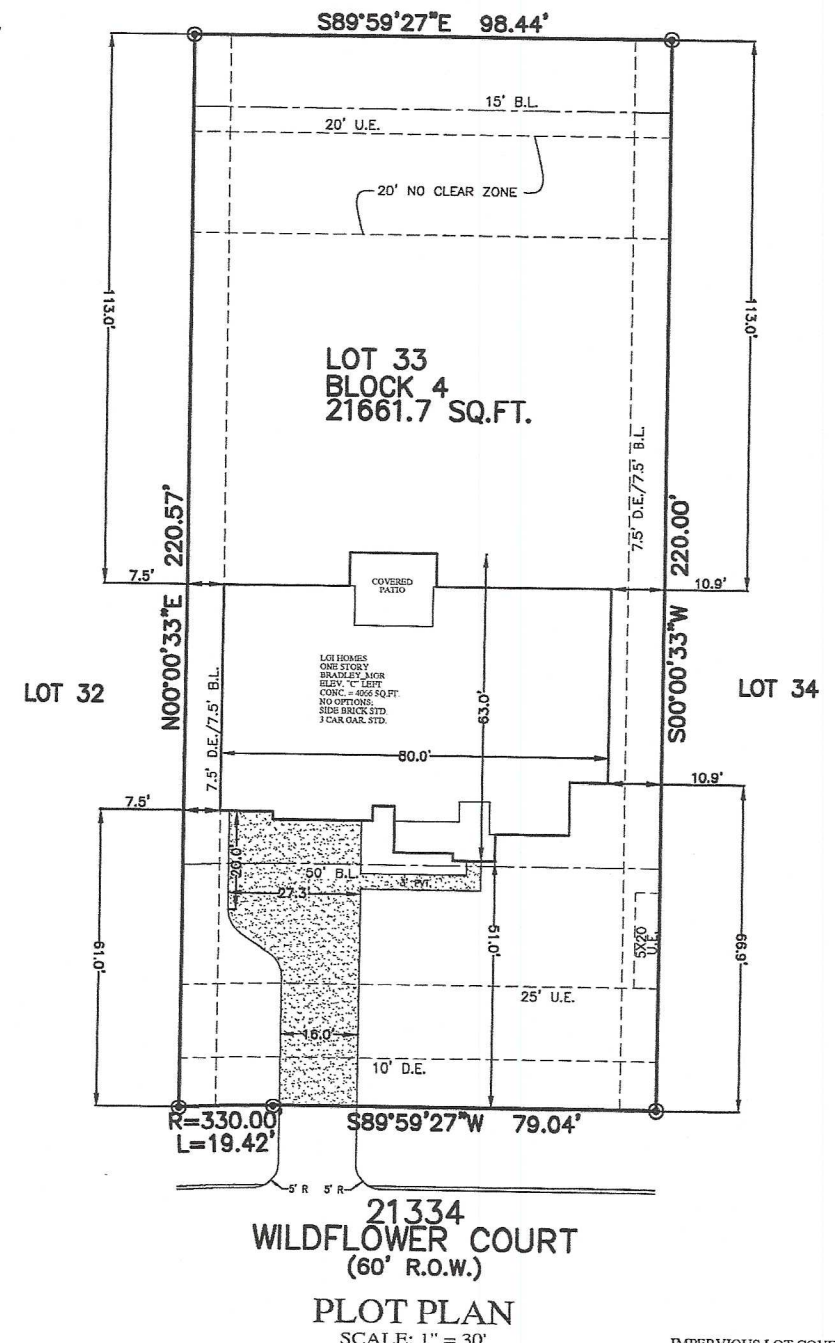 S89°59'27"E 98.44'
15' B.L.
20' U.E.
20' NO CLEAR ZONE
113.0'
113.0'
LOT 33
BLOCK 4
21661.7 SQ.FT.
7.5' D.E./7.5' B.L.
220.57'
220.00'
7.5'
COVERED
PATIO
10.9'
N00°00'33"E
S00°00'33"W
LGI HOMES
ONE STORY
BRADLEY_MGR
ELEV. "C" LEFT
CONC. = 4066 SQ.FT.
NO OPTIONS;
SIDE BRICK STD.
3 CAR GAR. STD.
LOT 32
LOT 34
63.0'
7.5' D.E./7.5' B.L.
80.0'
7.5'
10.9'
20.0'
50' B.L.
27.3'
3' PVT.
61.0'
51.0'
5X20
U.E.
66.9'
25' U.E.
16.0'
10' D.E.
R=330.00'
L=19.42'
S89°59'27"W 79.04'
5' R 5' R
21334
WILDFLOWER COURT
(60' R.O.W.)
PLOT PLAN
SCALE: 1" = 30'